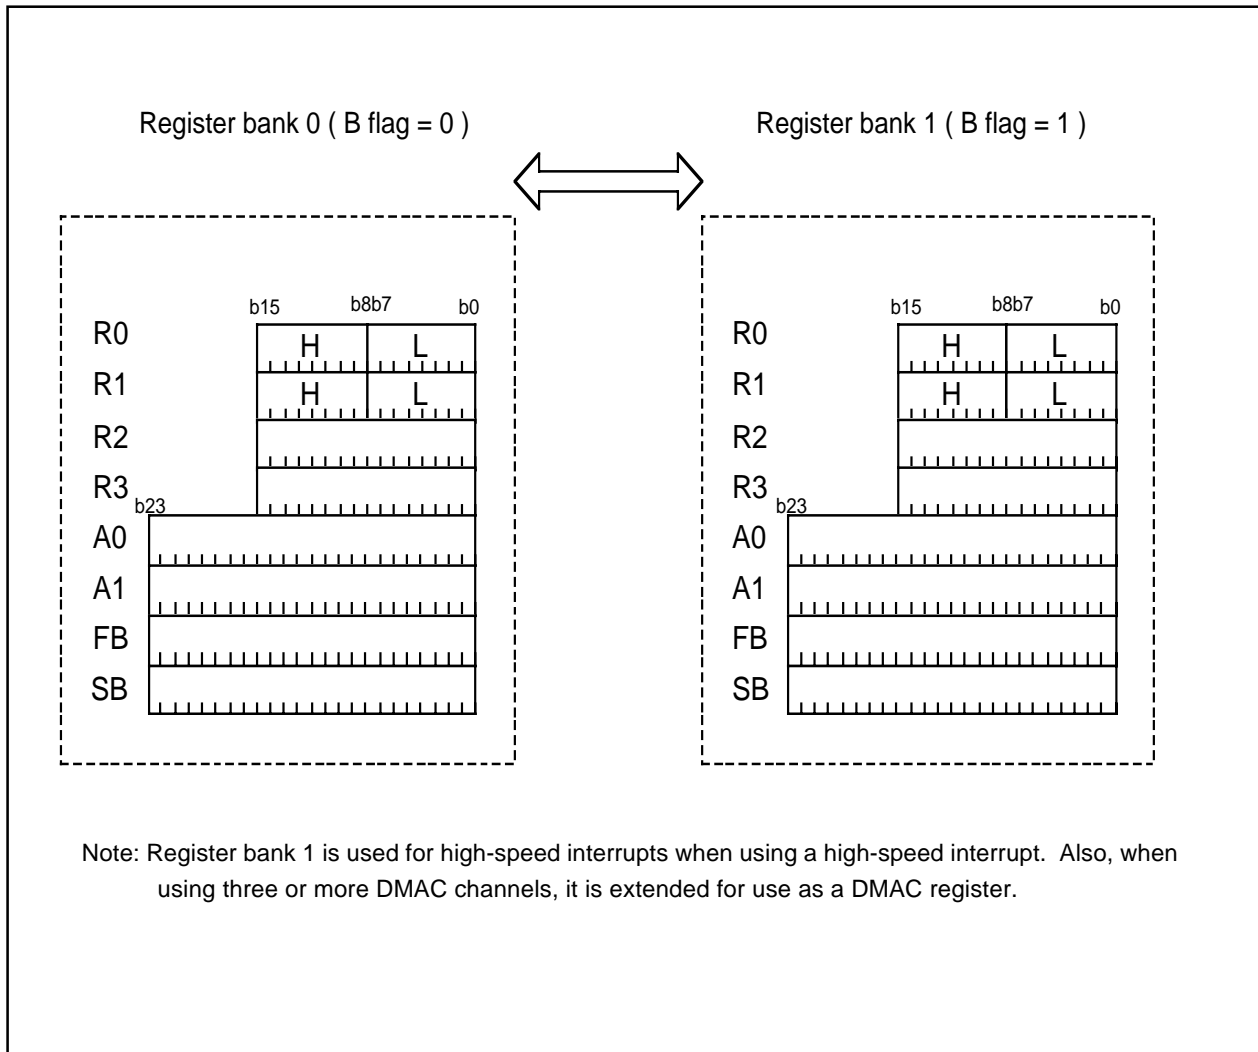 Register bank 0 ( B flag = 0 )
Register bank 1 ( B flag = 1 )
b15 b8b7 b0
R0 H L
R1 H L
R2
R3
b23
A0
A1
FB
SB
b15 b8b7 b0
R0 H L
R1 H L
R2
R3
b23
A0
A1
FB
SB
Note: Register bank 1 is used for high-speed interrupts when using a high-speed interrupt. Also, when
using three or more DMAC channels, it is extended for use as a DMAC register.